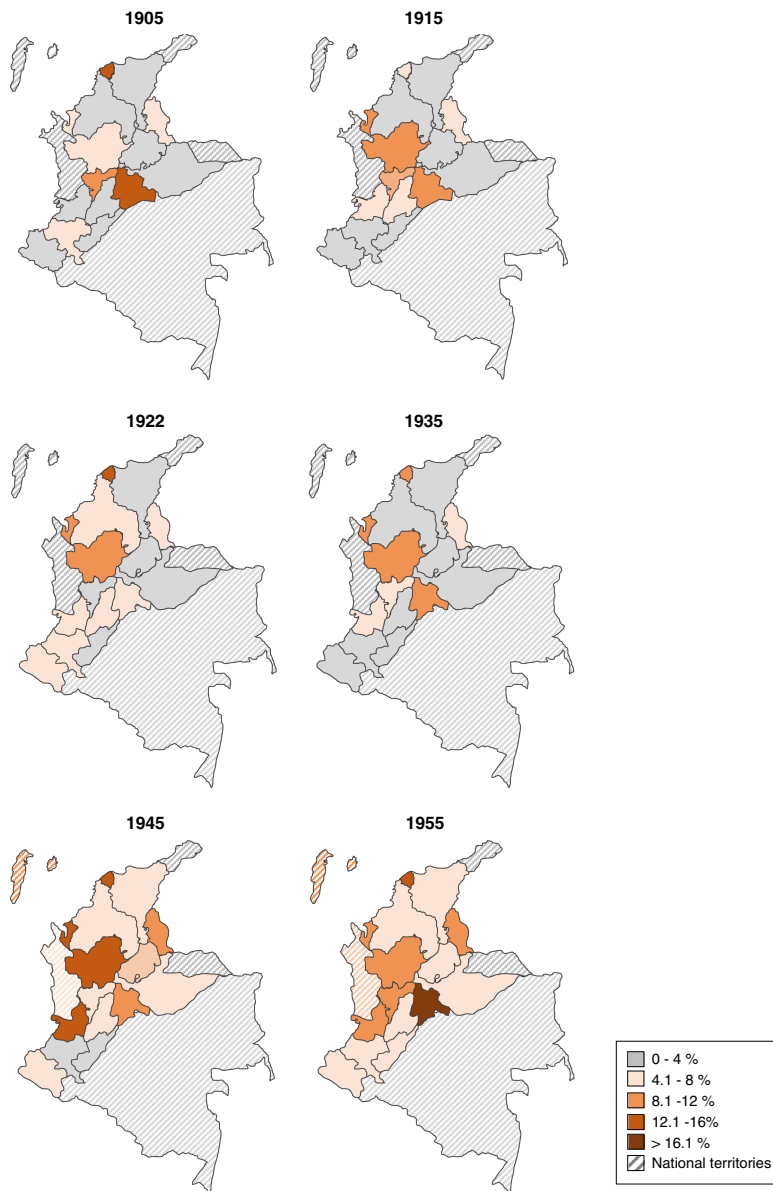 1905
1915
1922
1935
1945
1955
0 - 4 %
4.1 - 8 %
8.1 -12 %
12.1 -16%
> 16.1 %
National territories